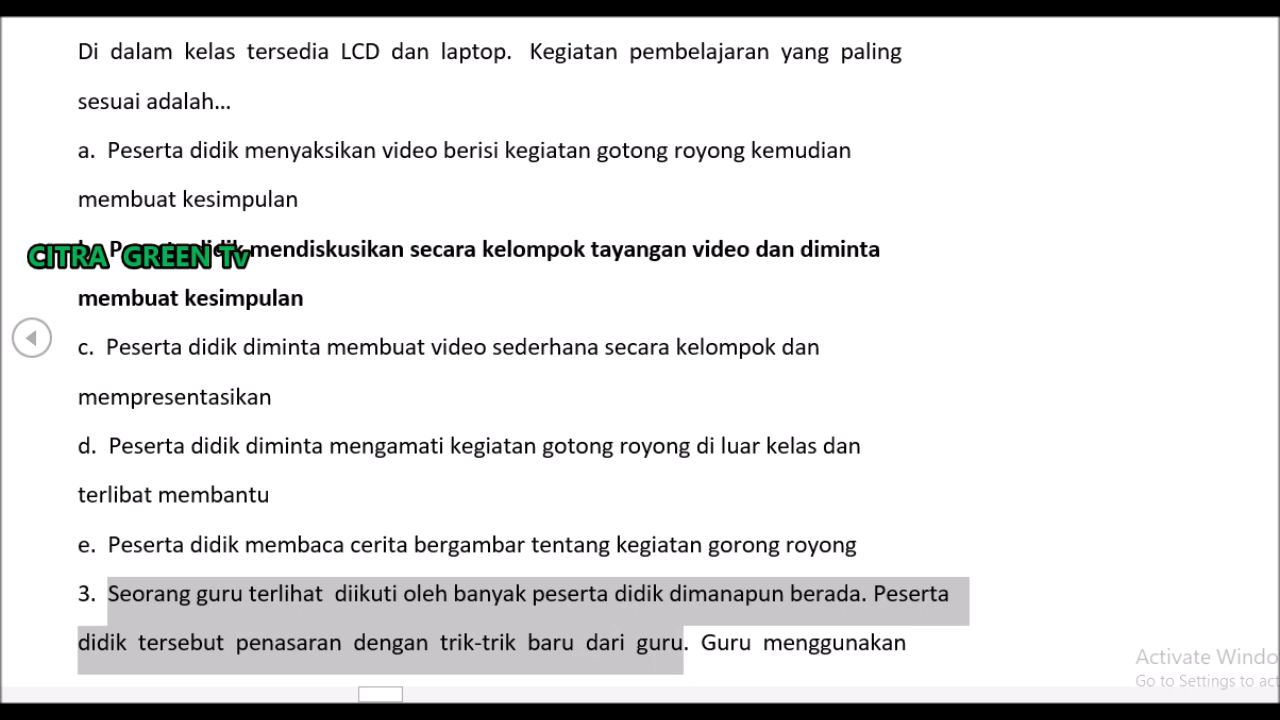 Di dalam kelas tersedia LCD dan laptop. Kegiatan pembelajaran yang paling
sesuai adalah...
a. Peserta didik menyaksikan video berisi kegiatan gotong royong kemudian
membuat kesimpulan
mendiskusikan secara kelompok tayangan video dan diminta
CITRA GREEN Tv
membuat kesimpulan
c. Peserta didik diminta membuat video sederhana secara kelompok dan
mempresentasikan
d. Peserta didik diminta mengamati kegiatan gotong royong di luar kelas dan
terlibat membantu
e. Peserta didik membaca cerita bergambar tentang kegiatan gorong royong
3. Seorang guru terlihat diikuti oleh banyak peserta didik dimanapun berada. Peserta
didik tersebut penasaran dengan trik-trik baru dari guru. Guru menggunakan
Activate Windo
Go to Settings to act